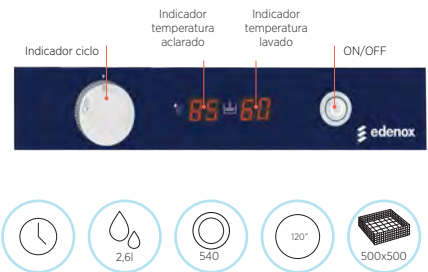 Indicador
temperatura
aclarado
Indicador
temperatura
lavado
Indicador ciclo
ON/OFF
85
60
edenox
2,6l
540
120"
500x500